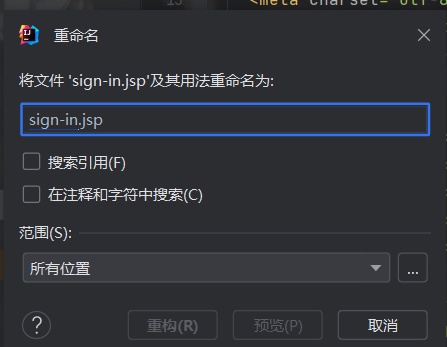 15
<meta charset="utf-8
重命名
将文件 'sign-in.jsp'及其用法重命名为:
sign-in.jsp
搜索引用(F)
在注释和字符中搜索(C)
范围(S):
所有位置
...
?
重构(R)
预览(P)
取消